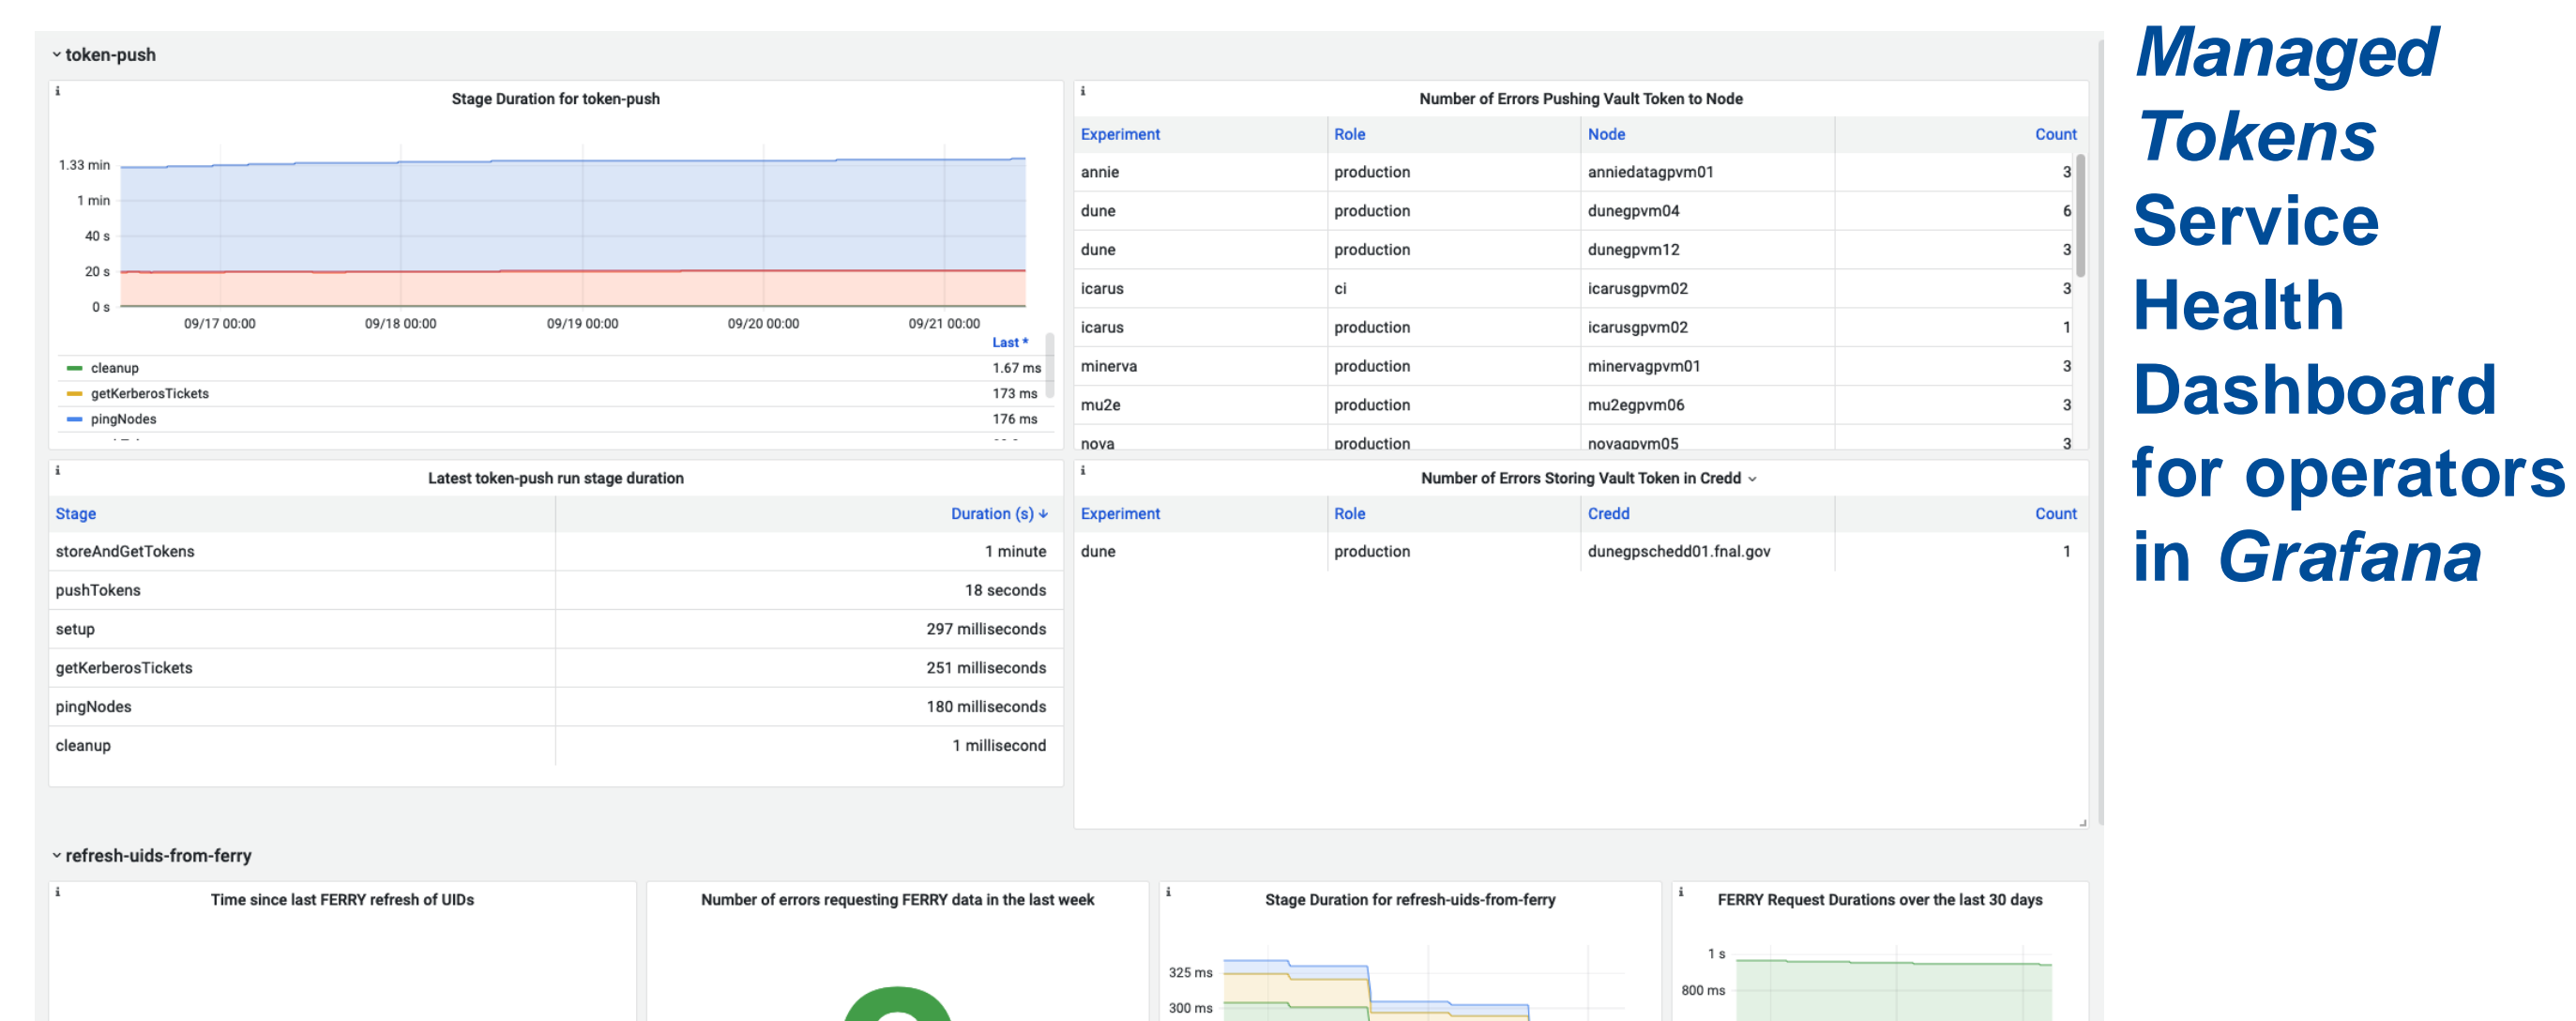 token-push
Stage Duration for token-push
1.33 min
1 min
40 s
20 s
0 s
09/17 00:00 09/18 00:00 09/19 00:00 09/20 00:00 09/21 00:00
Last *
cleanup 1.67 ms
getKerberosTickets 173 ms
pingNodes 176 ms
Number of Errors Pushing Vault Token to Node
Experiment Role Node Count
annie production anniedatagpvm01 3
dune production dunegpvm04 6
dune production dunegpvm12 3
icarus ci icarusgpvm02 3
icarus production icarusgpvm02 1
minerva production minervagpvm01 3
mu2e production mu2egpvm06 3
nova production novagpvm05 3
Latest token-push run stage duration
Stage Duration (s)
storeAndGetTokens 1 minute
pushTokens 18 seconds
setup 297 milliseconds
getKerberosTickets 251 milliseconds
pingNodes 180 milliseconds
cleanup 1 millisecond
Number of Errors Storing Vault Token in Credd
Experiment Role Credd Count
dune production dunegpschedd01.fnal.gov 1
refresh-uids-from-ferry
Time since last FERRY refresh of UIDs
Number of errors requesting FERRY data in the last week
Stage Duration for refresh-uids-from-ferry
325 ms
300 ms
FERRY Request Durations over the last 30 days
1 s
800 ms
Managed
Tokens
Service
Health
Dashboard
for operators
in Grafana